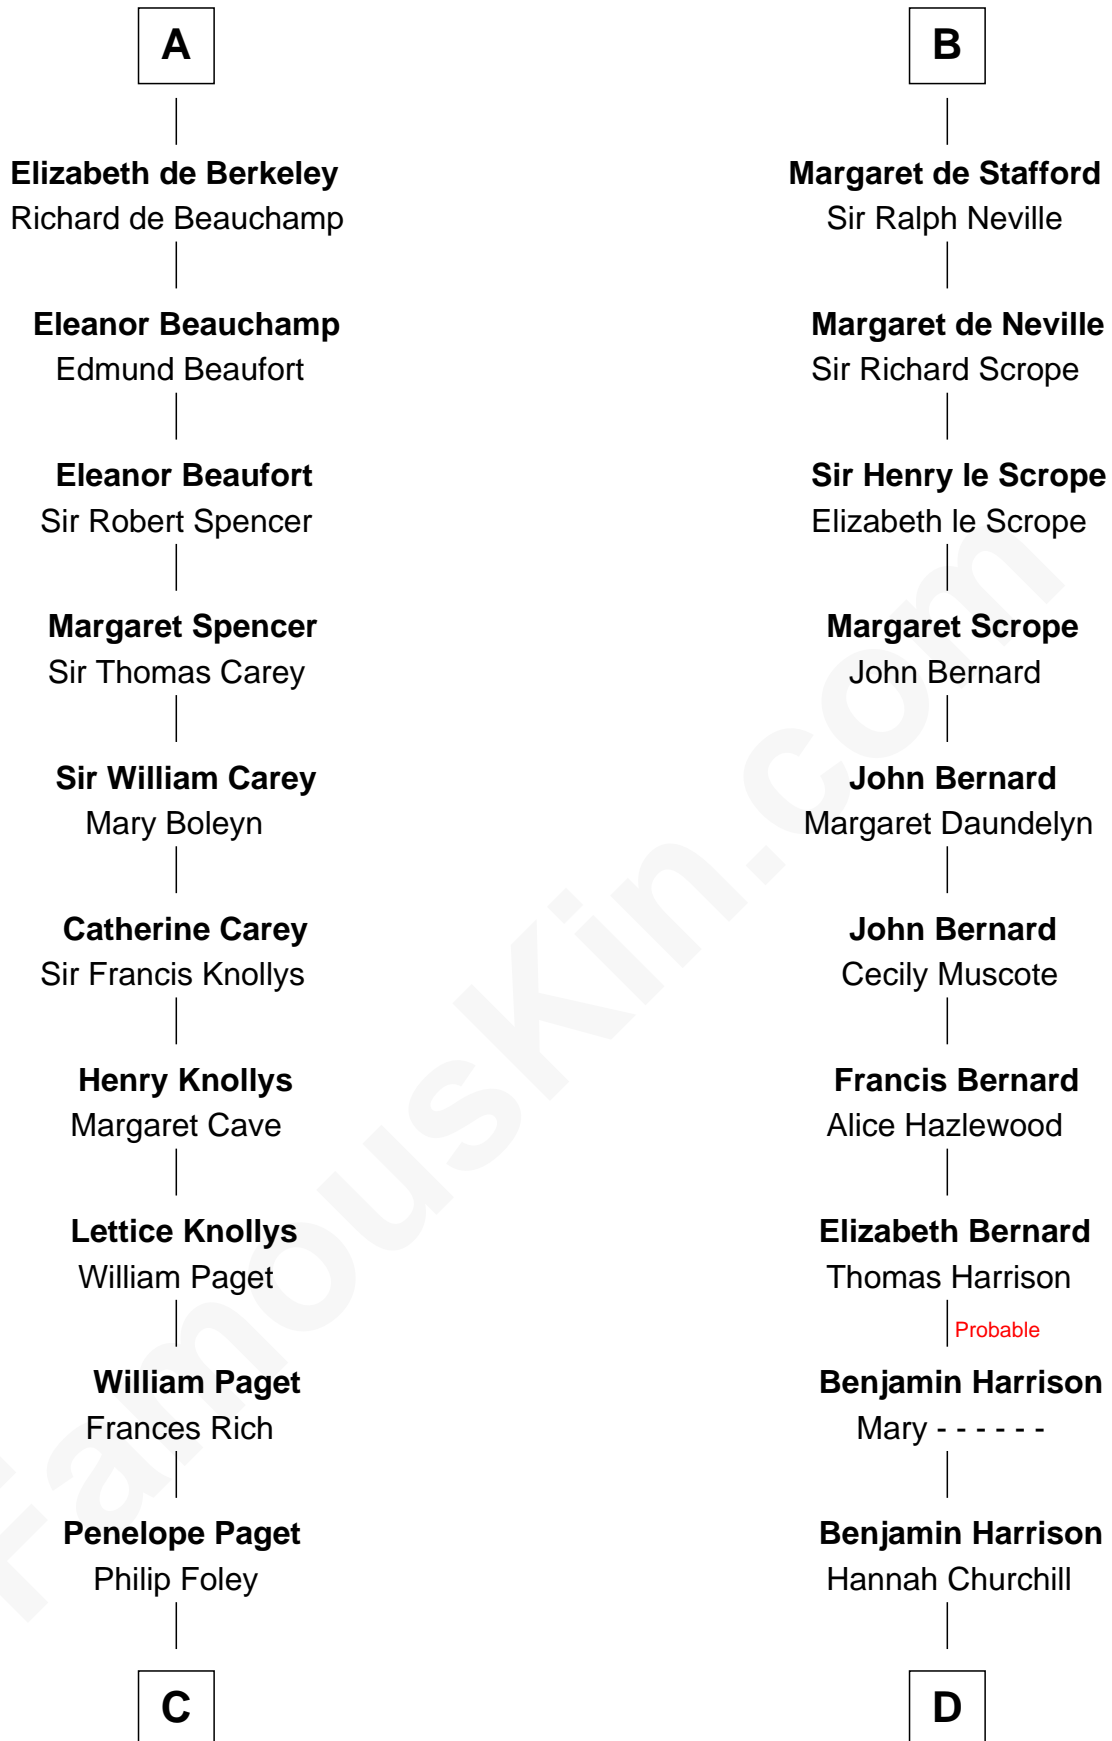 A
Elizabeth de Berkeley
Richard de Beauchamp
Eleanor Beauchamp
Edmund Beaufort
Eleanor Beaufort
Sir Robert Spencer
Margaret Spencer
Sir Thomas Carey
Sir William Carey
Mary Boleyn
Catherine Carey
Sir Francis Knollys
Henry Knollys
Margaret Cave
Lettice Knollys
William Paget
William Paget
Frances Rich
Penelope Paget
Philip Foley
C
B
Margaret de Stafford
Sir Ralph Neville
Margaret de Neville
Sir Richard Scrope
Sir Henry le Scrope
Elizabeth le Scrope
Margaret Scrope
John Bernard
John Bernard
Margaret Daundelyn
John Bernard
Cecily Muscote
Francis Bernard
Alice Hazlewood
Elizabeth Bernard
Thomas Harrison
Probable
Benjamin Harrison
Mary - - - - - -
Benjamin Harrison
Hannah Churchill
D
FamousKin.com